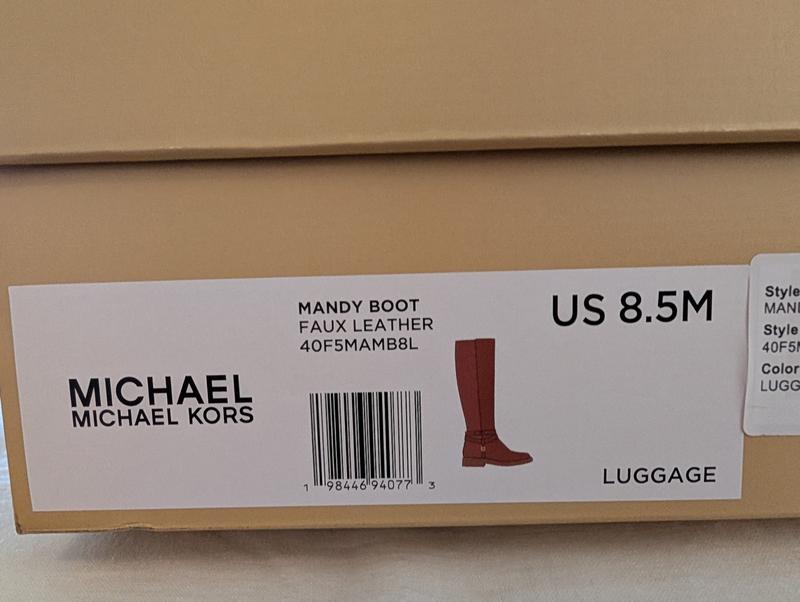 MANDY BOOT
FAUX LEATHER
40F5MAMB8L
US 8.5M
MICHAEL
MICHAEL KORS
1 98446 94077 3
LUGGAGE
Style
MAND
Style
40F5M
Color
LUGG